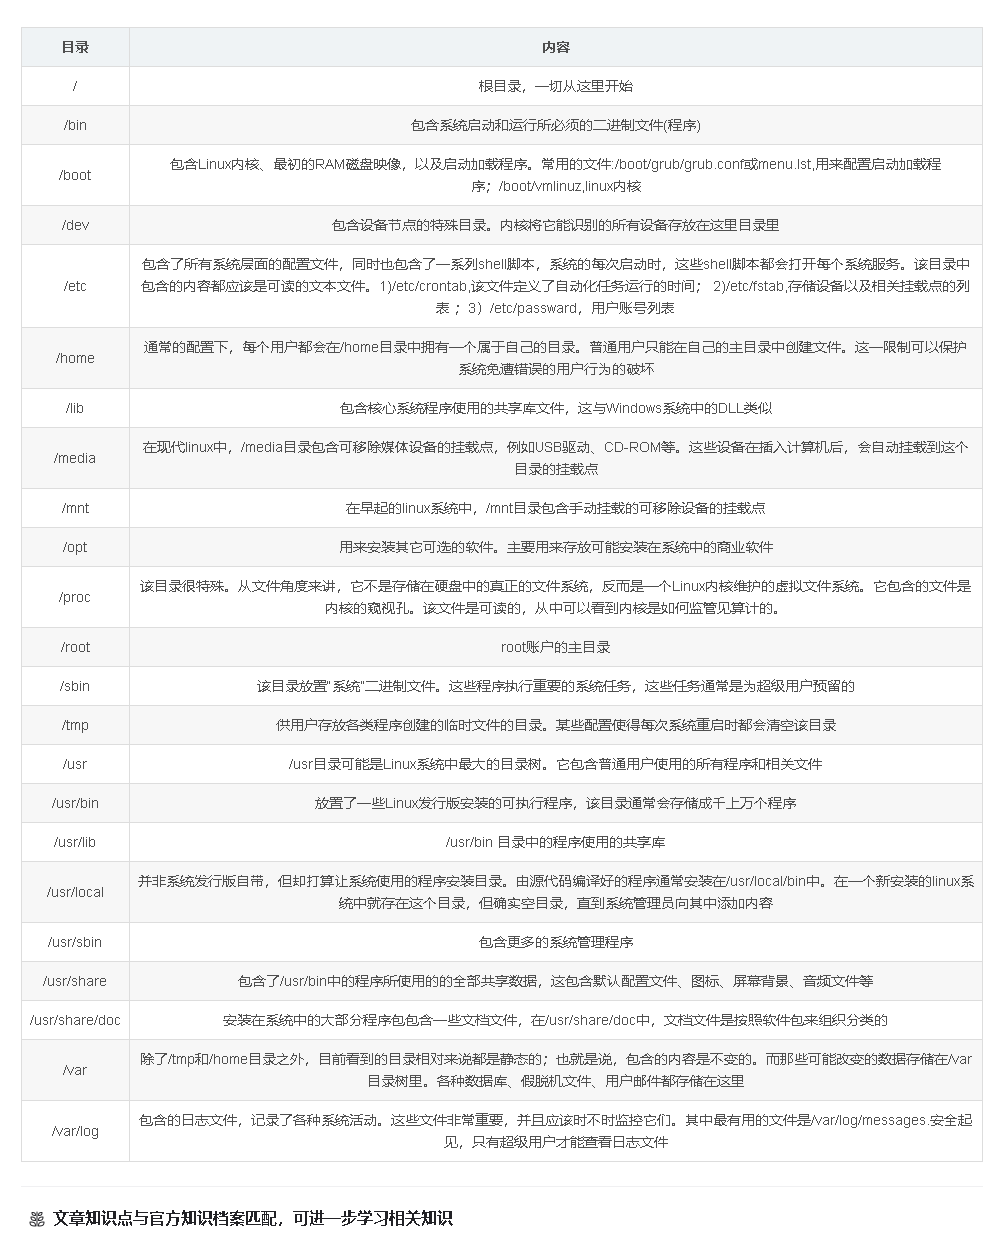 目录 内容
/ 根目录，一切从这里开始
/bin 包含系统启动和运行所必须的二进制文件(程序)
/boot 包含Linux内核、最初的RAM磁盘映像，以及启动加载程序。常用的文件:/boot/grub/grub.conf或menu.lst,用来配置启动加载程
序；/boot/vmlinuz,linux内核
/dev 包含设备节点的特殊目录。内核将它能识别的所有设备存放在这里目录里
/etc 包含了所有系统层面的配置文件，同时也包含了一系列shell脚本，系统的每次启动时，这些shell脚本都会打开每个系统服务。该目录中
包含的内容都应该是可读的文本文件。1)/etc/crontab,该文件定义了自动化任务运行的时间； 2)/etc/fstab,存储设备以及相关挂载点的列
表 ；3）/etc/passward，用户账号列表
/home 通常的配置下，每个用户都会在/home目录中拥有一个属于自己的目录。普通用户只能在自己的主目录中创建文件。这一限制可以保护
系统免遭错误的用户行为的破坏
/lib 包含核心系统程序使用的共享库文件，这与Windows系统中的DLL类似
/media 在现代linux中，/media目录包含可移除媒体设备的挂载点，例如USB驱动、CD-ROM等。这些设备在插入计算机后，会自动挂载到这个
目录的挂载点
/mnt 在早起的linux系统中，/mnt目录包含手动挂载的可移除设备的挂载点
/opt 用来安装其它可选的软件。主要用来存放可能安装在系统中的商业软件
/proc 该目录很特殊。从文件角度来讲，它不是存储在硬盘中的真正的文件系统，反而是一个Linux内核维护的虚拟文件系统。它包含的文件是
内核的窥视孔。该文件是可读的，从中可以看到内核是如何监管见算计的。
/root root账户的主目录
/sbin 该目录放置"系统"二进制文件。这些程序执行重要的系统任务，这些任务通常是为超级用户预留的
/tmp 供用户存放各类程序创建的临时文件的目录。某些配置使得每次系统重启时都会清空该目录
/usr /usr目录可能是Linux系统中最大的目录树。它包含普通用户使用的所有程序和相关文件
/usr/bin 放置了一些Linux发行版安装的可执行程序，该目录通常会存储成千上万个程序
/usr/lib /usr/bin 目录中的程序使用的共享库
/usr/local 并非系统发行版自带，但却打算让系统使用的程序安装目录。由源代码编译好的程序通常安装在/usr/local/bin中。在一个新安装的linux系
统中就存在这个目录，但确实空目录，直到系统管理员向其中添加内容
/usr/sbin 包含更多的系统管理程序
/usr/share 包含了/usr/bin中的程序所使用的的全部共享数据，这包含默认配置文件、图标、屏幕背景、音频文件等
/usr/share/doc 安装在系统中的大部分程序包包含一些文档文件，在/usr/share/doc中，文档文件是按照软件包来组织分类的
/var 除了/tmp和/home目录之外，目前看到的目录相对来说都是静态的；也就是说，包含的内容是不变的。而那些可能改变的数据存储在/var
目录树里。各种数据库、假脱机文件、用户邮件都存储在这里
/var/log 包含的日志文件，记录了各种系统活动。这些文件非常重要，并且应该时不时监控它们。其中最有用的文件是/var/log/messages.安全起
见，只有超级用户才能查看日志文件
文章知识点与官方知识档案匹配，可进一步学习相关知识